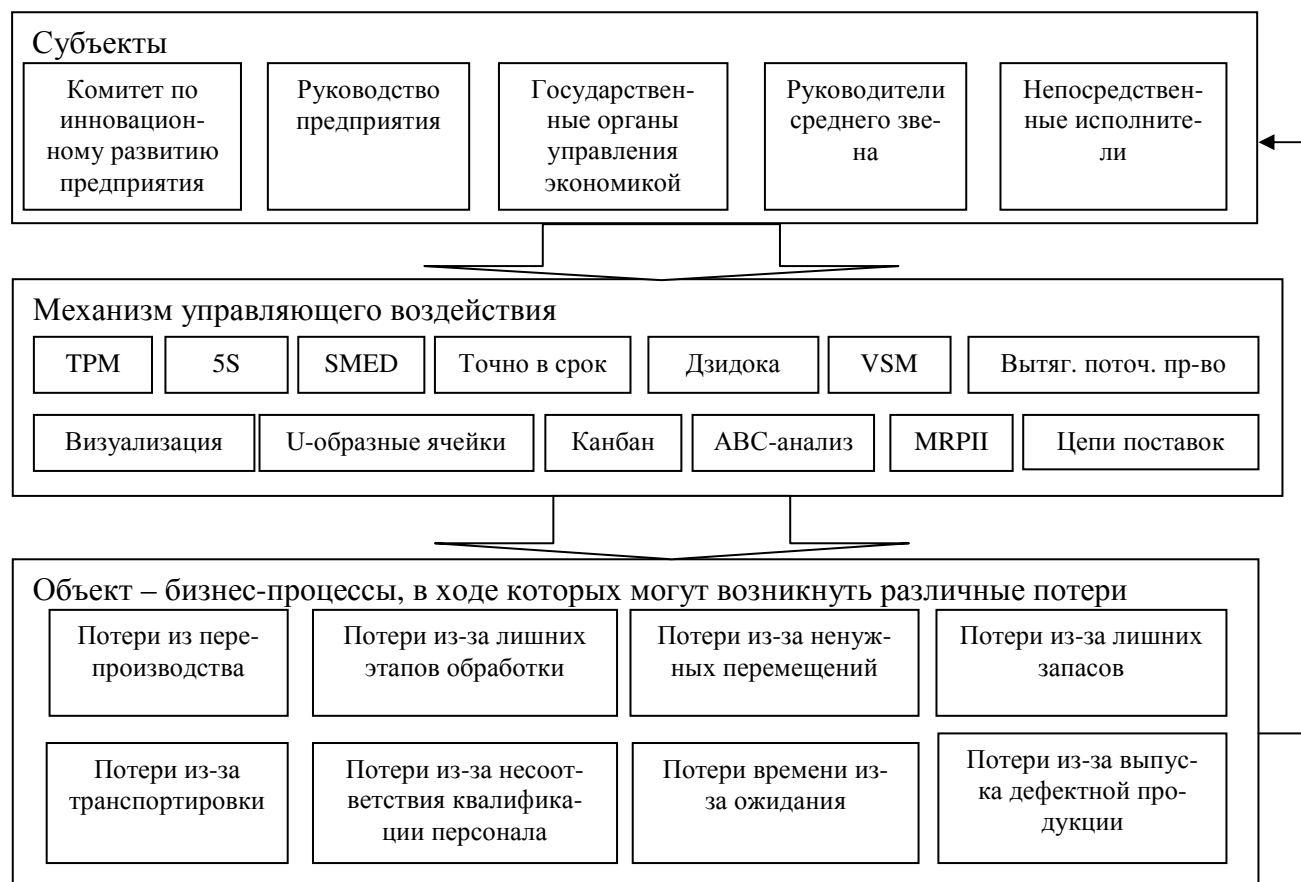 Субъекты
Комитет по
инновацион-
ному развитию
предприятия
Руководство
предприятия
Государствен-
ные органы
управления
экономикой
Руководители
среднего зве-
на
Непосредствен-
ные исполните-
ли
Механизм управляющего воздействия
TPM
5S
SMED
Точно в срок
Дзидока
VSM
Вытяг. поточ. пр-во
Визуализация
U-образные ячейки
Канбан
ABC-анализ
MRPII
Цепи поставок
Объект – бизнес-процессы, в ходе которых могут возникнуть различные потери
Потери из пере-
производства
Потери из-за лишних
этапов обработки
Потери из-за ненуж-
ных перемещений
Потери из-за лишних
запасов
Потери из-за
транспортировки
Потери из-за несоот-
ветствия квалифика-
ции персонала
Потери времени из-
за ожидания
Потери из-за выпус-
ка дефектной про-
дукции